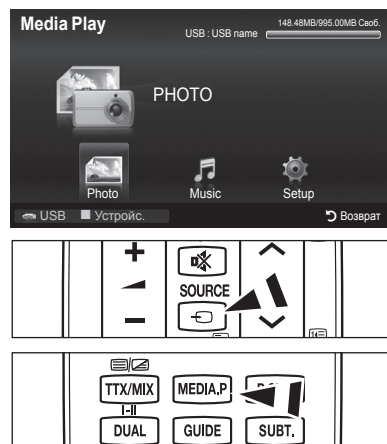 Media Play
148.48MB/995.00MB Своб.
USB : USB name
PHOTO
Photo Music Setup
USB Устройс. Возврат
SOURCE
TTX/MIX MEDIA.P
I-II
DUAL GUIDE SUBT.